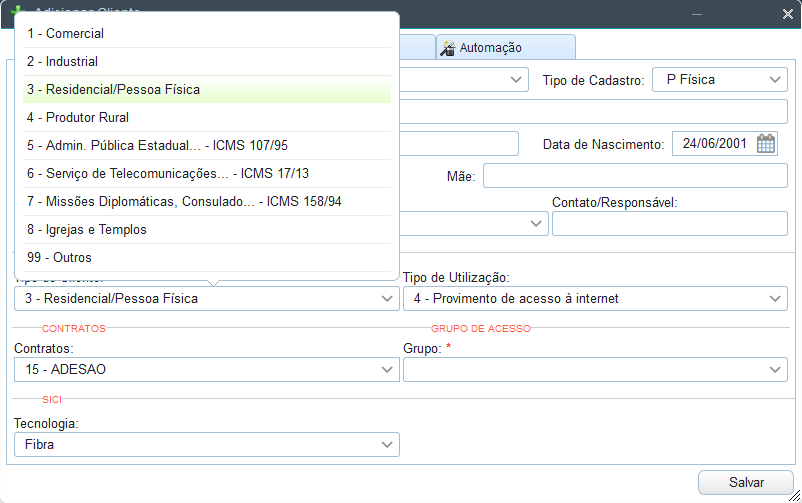 Adicionar Cliente
1 - Comercial
2 - Industrial
3 - Residencial/Pessoa Física
4 - Produtor Rural
5 - Admin. Pública Estadual... - ICMS 107/95
6 - Serviço de Telecomunicações... - ICMS 17/13
7 - Missões Diplomáticas, Consulado... - ICMS 158/94
8 - Igrejas e Templos
99 - Outros
Automação
Tipo de Cadastro: P Física
Data de Nascimento: 24/06/2001
Mãe:
Contato/Responsável:
Tipo de Cliente: Tipo de Utilização:
3 - Residencial/Pessoa Física 4 - Provimento de acesso à internet
CONTRATOS GRUPO DE ACESSO
Contratos: Grupo: *
15 - ADESAO
SICI
Tecnologia:
Fibra
Salvar